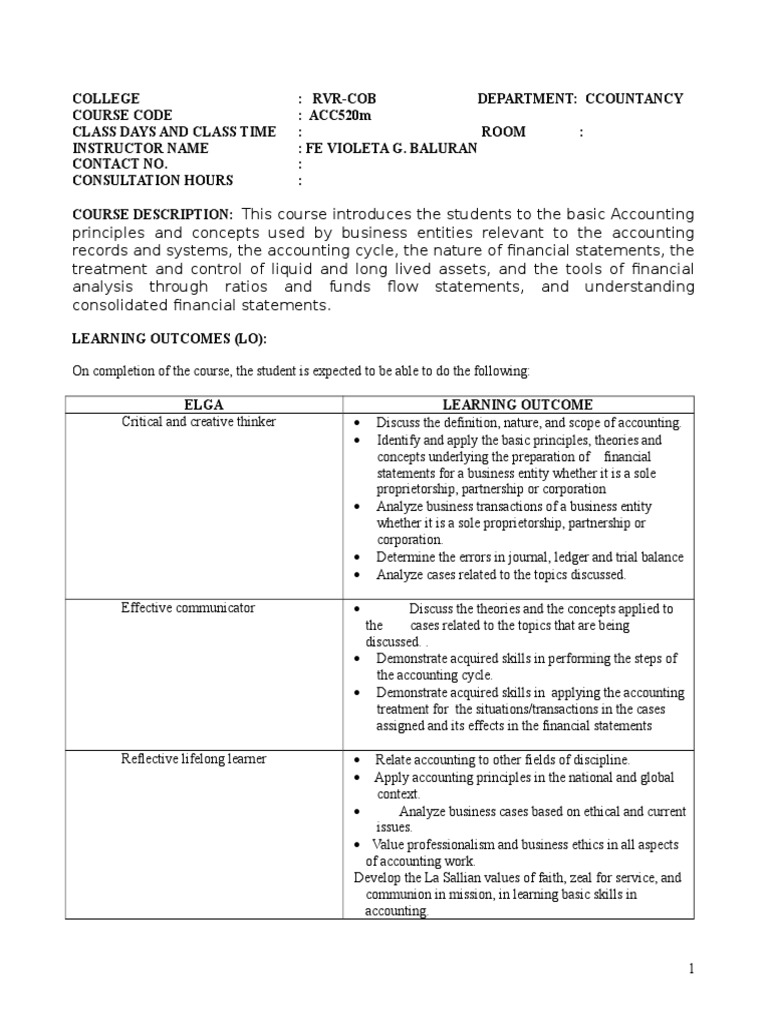 COLLEGE : RVR-COB DEPARTMENT: CCOUNTANCY
COURSE CODE : ACC520m
CLASS DAYS AND CLASS TIME : ROOM :
INSTRUCTOR NAME : FE VIOLETA G. BALURAN
CONTACT NO. :
CONSULTATION HOURS :
COURSE DESCRIPTION: This course introduces the students to the basic Accounting
principles and concepts used by business entities relevant to the accounting
records and systems, the accounting cycle, the nature of financial statements, the
treatment and control of liquid and long lived assets, and the tools of financial
analysis through ratios and funds flow statements, and understanding
consolidated financial statements.
LEARNING OUTCOMES (LO):
On completion of the course, the student is expected to be able to do the following:
ELGA LEARNING OUTCOME
Critical and creative thinker
• Discuss the definition, nature, and scope of accounting.
• Identify and apply the basic principles, theories and
concepts underlying the preparation of financial
statements for a business entity whether it is a sole
proprietorship, partnership or corporation
• Analyze business transactions of a business entity
whether it is a sole proprietorship, partnership or
corporation.
• Determine the errors in journal, ledger and trial balance
• Analyze cases related to the topics discussed.
Effective communicator
• Discuss the theories and the concepts applied to
the cases related to the topics that are being
discussed. .
• Demonstrate acquired skills in performing the steps of
the accounting cycle.
• Demonstrate acquired skills in applying the accounting
treatment for the situations/transactions in the cases
assigned and its effects in the financial statements
Reflective lifelong learner
• Relate accounting to other fields of discipline.
• Apply accounting principles in the national and global
context.
• Analyze business cases based on ethical and current
issues.
• Value professionalism and business ethics in all aspects
of accounting work.
Develop the La Sallian values of faith, zeal for service, and
communion in mission, in learning basic skills in
accounting.
1